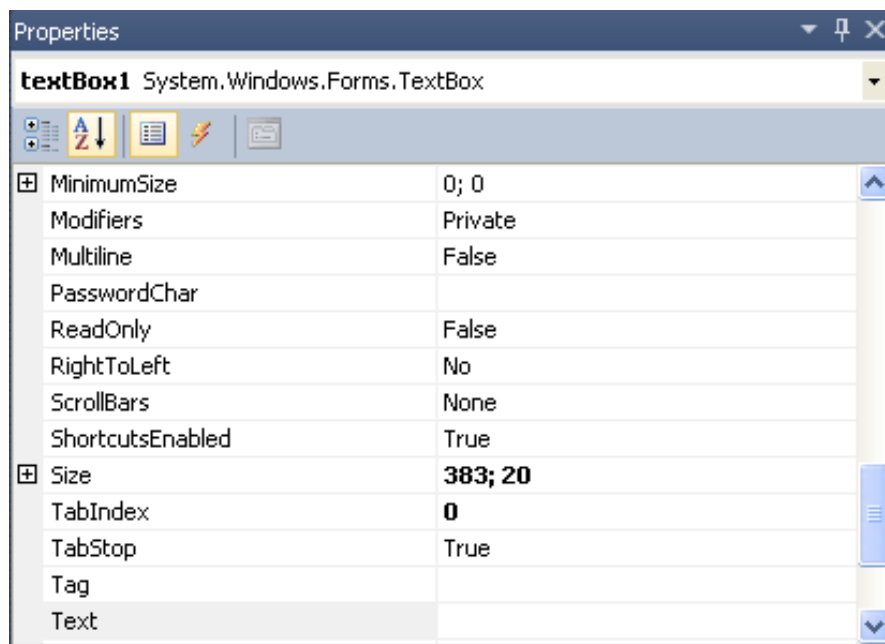 Properties
textBox1 System.Windows.Forms.TextBox
MinimumSize 0; 0
Modifiers Private
Multiline False
PasswordChar
ReadOnly False
RightToLeft No
ScrollBars None
ShortcutsEnabled True
Size 383; 20
TabIndex 0
TabStop True
Tag
Text